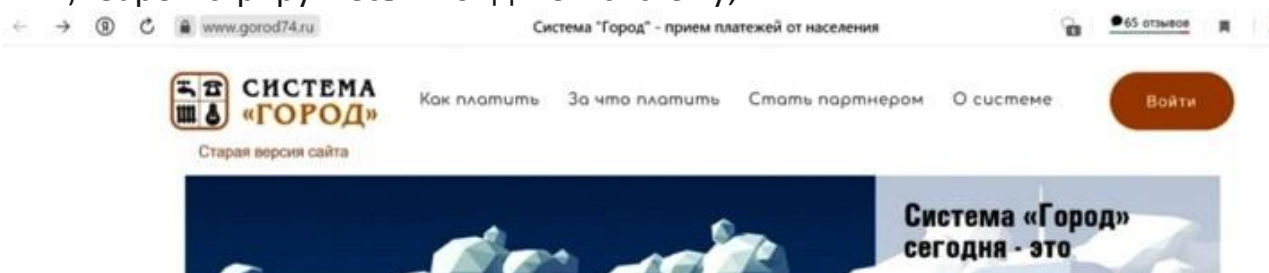 www.gorod74.ru
Система "Город" - прием платежей от населения
65 отзывов
СИСТЕМА
«ГОРОД»
Как платить
За что платить
Стать партнером
О системе
Войти
Старая версия сайта
Система «Город»
сегодня - это